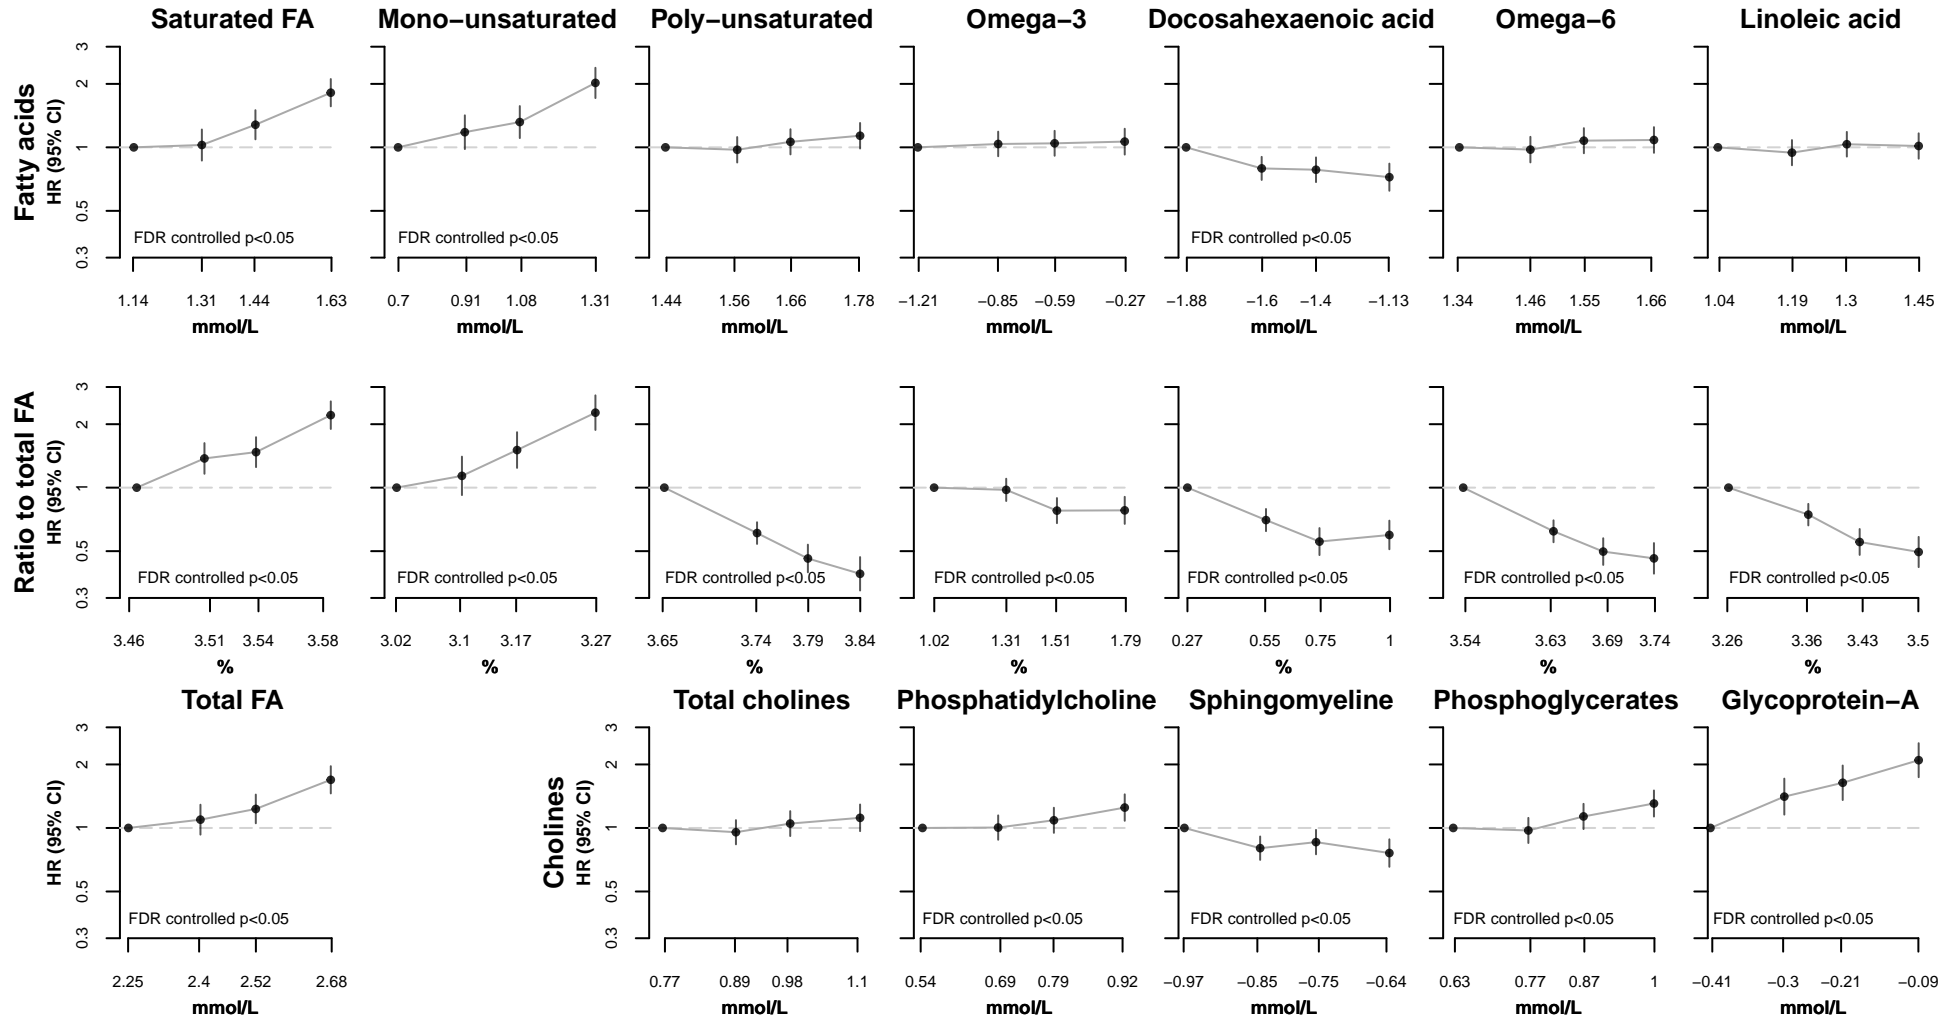 Saturated FA Mono−unsaturated Poly−unsaturated Omega−3 Docosahexaenoic acid Omega−6 Linoleic acid
Fatty acids
HR (95% CI)
3
2
1
0.5
0.3
FDR controlled p<0.05 FDR controlled p<0.05 FDR controlled p<0.05
1.14 1.31 1.44 1.63 0.7 0.91 1.08 1.31 1.44 1.56 1.66 1.78 −1.21 −0.85 −0.59 −0.27 −1.88 −1.6 −1.4 −1.13 1.34 1.46 1.55 1.66 1.04 1.19 1.3 1.45
mmol/L mmol/L mmol/L mmol/L mmol/L mmol/L mmol/L
Ratio to total FA
HR (95% CI)
3
2
1
0.5
0.3
FDR controlled p<0.05 FDR controlled p<0.05 FDR controlled p<0.05 FDR controlled p<0.05 FDR controlled p<0.05 FDR controlled p<0.05 FDR controlled p<0.05
3.46 3.51 3.54 3.58 3.02 3.1 3.17 3.27 3.65 3.74 3.79 3.84 1.02 1.31 1.51 1.79 0.27 0.55 0.75 1 3.54 3.63 3.69 3.74 3.26 3.36 3.43 3.5
% % % % % % %
Total FA Total cholines Phosphatidylcholine Sphingomyeline Phosphoglycerates Glycoprotein−A
HR (95% CI)
3
2
1
0.5
0.3
Cholines
HR (95% CI)
3
2
1
0.5
0.3
FDR controlled p<0.05 FDR controlled p<0.05 FDR controlled p<0.05 FDR controlled p<0.05 FDR controlled p<0.05
2.25 2.4 2.52 2.68 0.77 0.89 0.98 1.1 0.54 0.69 0.79 0.92 −0.97 −0.85 −0.75 −0.64 0.63 0.77 0.87 1 −0.41 −0.3 −0.21 −0.09
mmol/L mmol/L mmol/L mmol/L mmol/L mmol/L